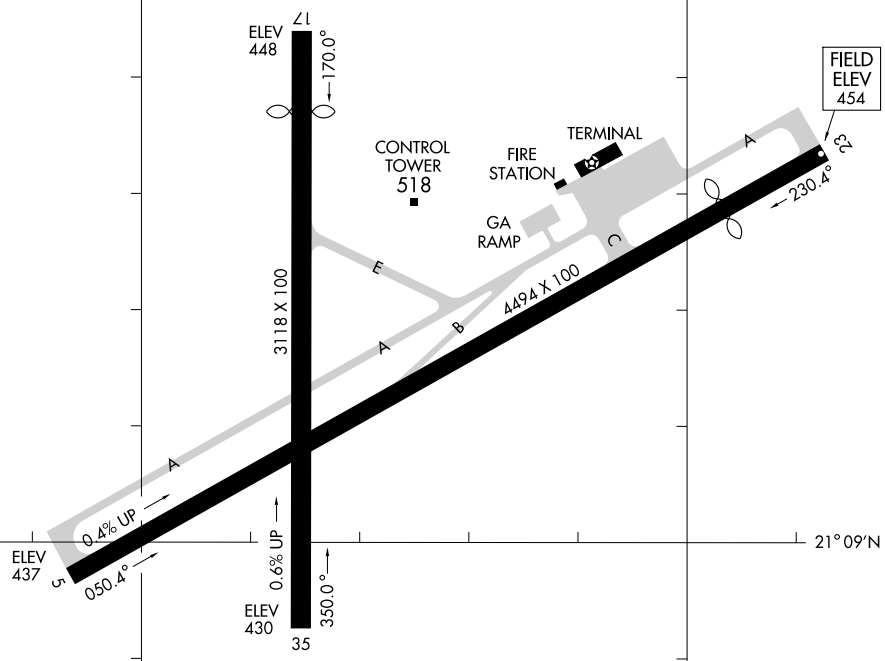 17
ELEV
448
170.0°
FIELD
ELEV
454
TERMINAL
A
23
CONTROL
TOWER
518
FIRE
STATION
230.4°
GA
RAMP
C
E
4494 X 100
3118 X 100
B
A
A
0.4% UP
0.6% UP
21°09'N
ELEV
437
5
050.4°
350.0°
ELEV
430
35